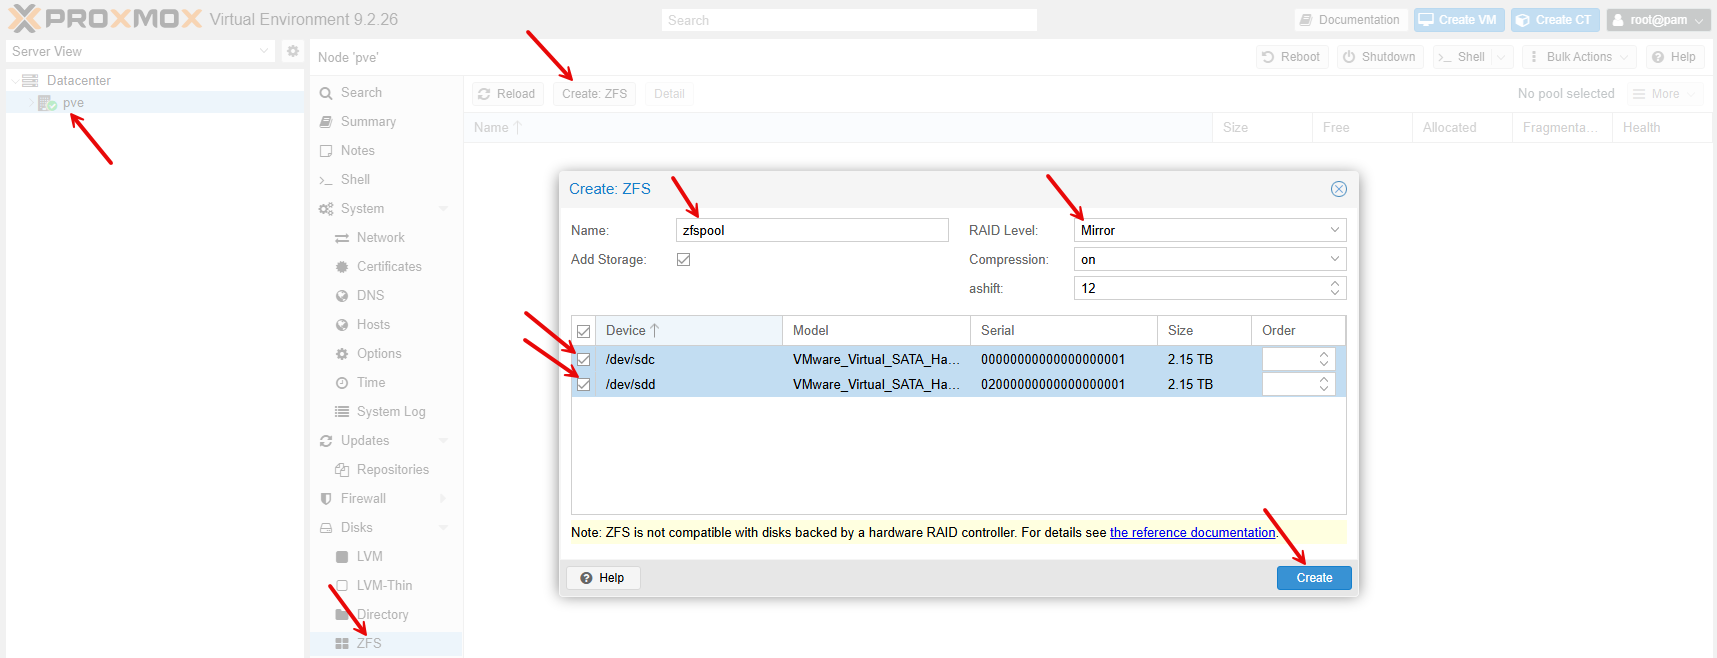 PROXMOX Virtual Environment 9.2.26 Search Documentation Create VM Create CT root@pam
Server View
Datacenter
pve
Node 'pve' Reboot Shutdown >_ Shell Bulk Actions Help
Search
Summary
Notes
>_ Shell
System
Network
Certificates
DNS
Hosts
Options
Time
System Log
Updates
Repositories
Firewall
Disks
LVM
LVM-Thin
Directory
ZFS
Reload Create: ZFS Detail No pool selected More
Name Size Free Allocated Fragmenta... Health
Create: ZFS
Name: zfspool RAID Level: Mirror
Add Storage: Compression: on
ashift: 12
Device Model Serial Size Order
/dev/sdc VMware_Virtual_SATA_Ha... 00000000000000000001 2.15 TB
/dev/sdd VMware_Virtual_SATA_Ha... 02000000000000000001 2.15 TB
Note: ZFS is not compatible with disks backed by a hardware RAID controller. For details see the reference documentation.
Help Create